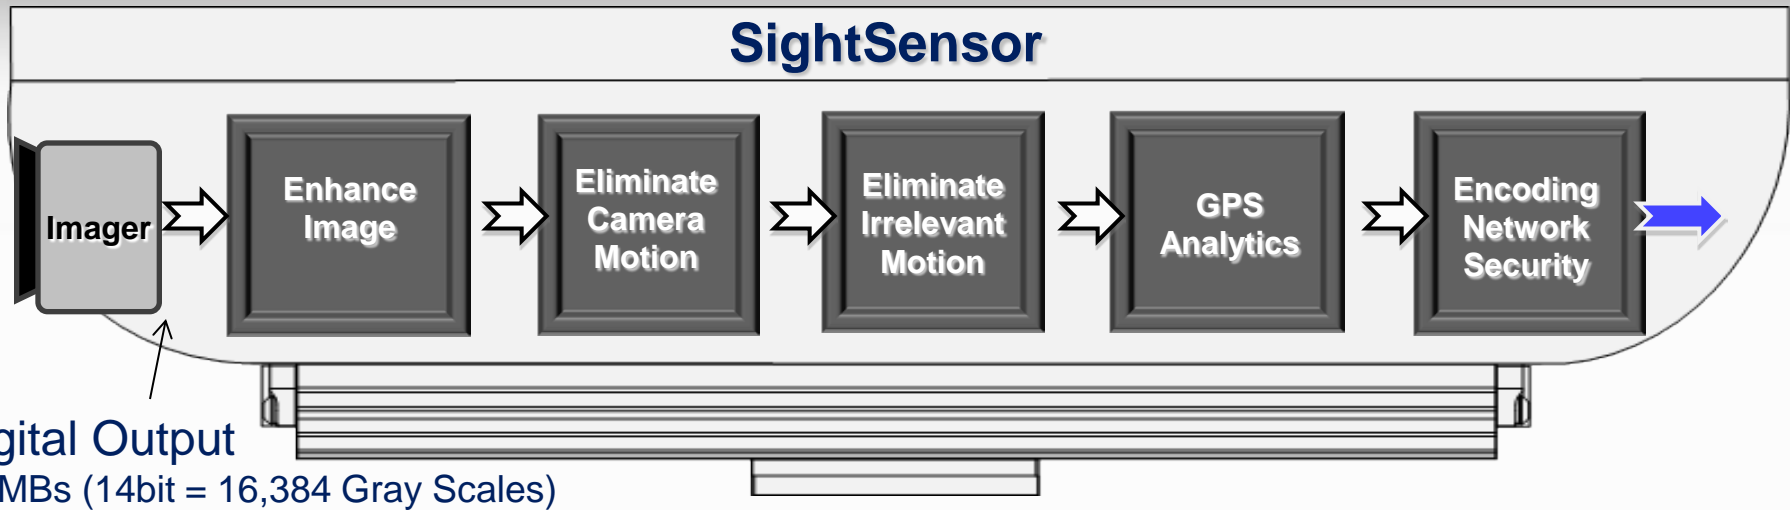 SightSensor
Imager
Enhance
Image
Eliminate
Camera
Motion
Eliminate
Irrelevant
Motion
GPS
Analytics
Encoding
Network
Security
gital Output
MBs (14bit = 16,384 Gray Scales)